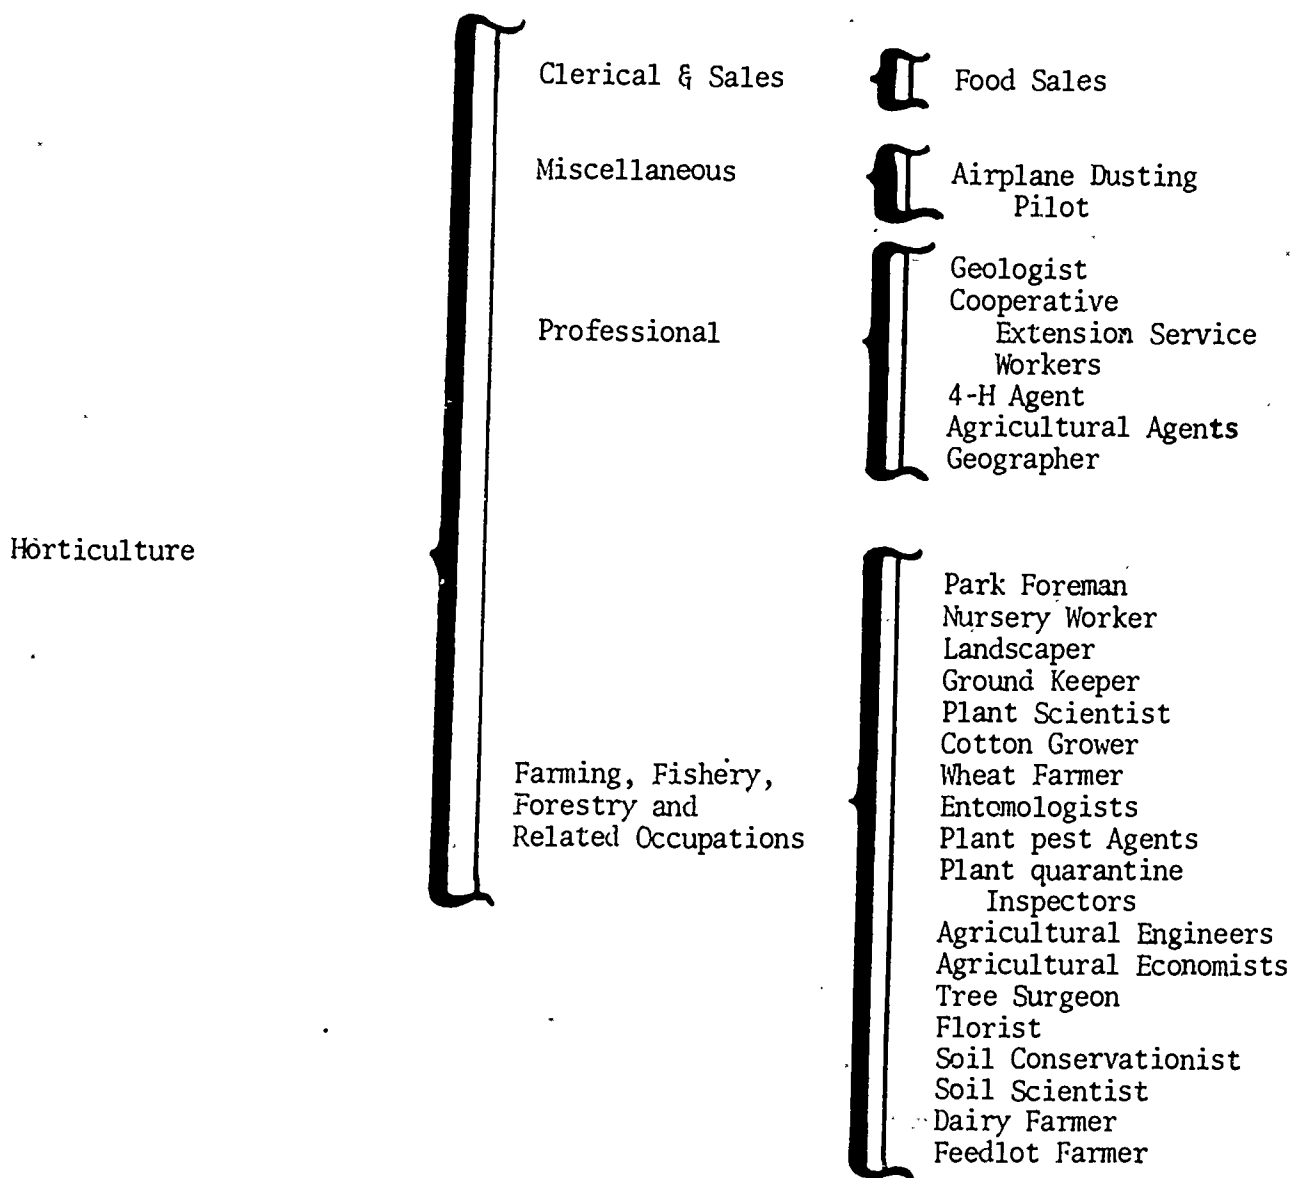 Clerical & Sales
Food Sales
Miscellaneous
Airplane Dusting
Pilot
Professional
Geologist
Cooperative
Extension Service
Workers
4-H Agent
Agricultural Agents
Geographer
Horticulture
Farming, Fishery,
Forestry and
Related Occupations
Park Foreman
Nursery Worker
Landscaper
Ground Keeper
Plant Scientist
Cotton Grower
Wheat Farmer
Entomologists
Plant pest Agents
Plant quarantine
Inspectors
Agricultural Engineers
Agricultural Economists
Tree Surgeon
Florist
Soil Conservationist
Soil Scientist
Dairy Farmer
Feedlot Farmer